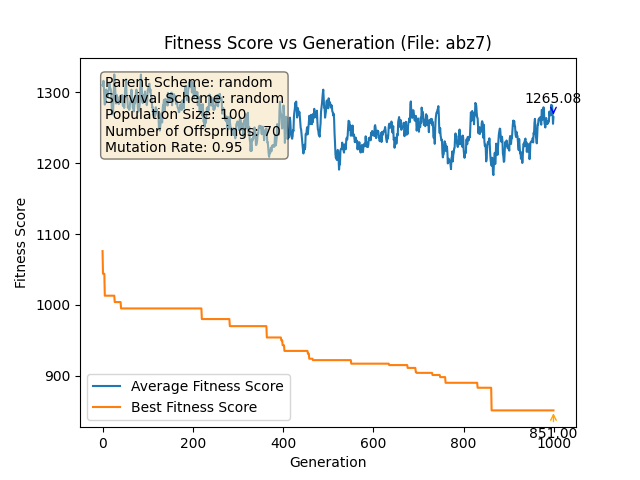 Fitness Score vs Generation (File: abz7)
Parent Scheme: random
Survival Scheme: random
Population Size: 100
Number of Offsprings: 70
Mutation Rate: 0.95
1265.08
1300
1200
1100
1000
900
Fitness Score
Average Fitness Score
Best Fitness Score
851.00
0 200 400 600 800 1000
Generation